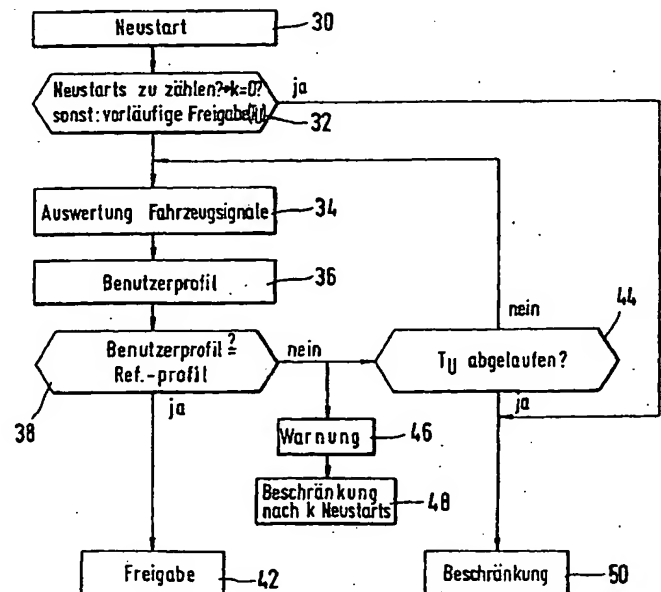 Neustart
30
Neustarts zu zählen?→k=0?
ja
sonst: vorläufige Freigabe
32
Auswertung Fahrzeugsignale
34
Benutzerprofil
36
nein
44
Benutzerprofil ?=
Ref.-profil
nein
TU abgelaufen?
38
ja
ja
Warnung
46
Beschränkung
nach k Neustarts
48
Freigabe
42
Beschränkung
50